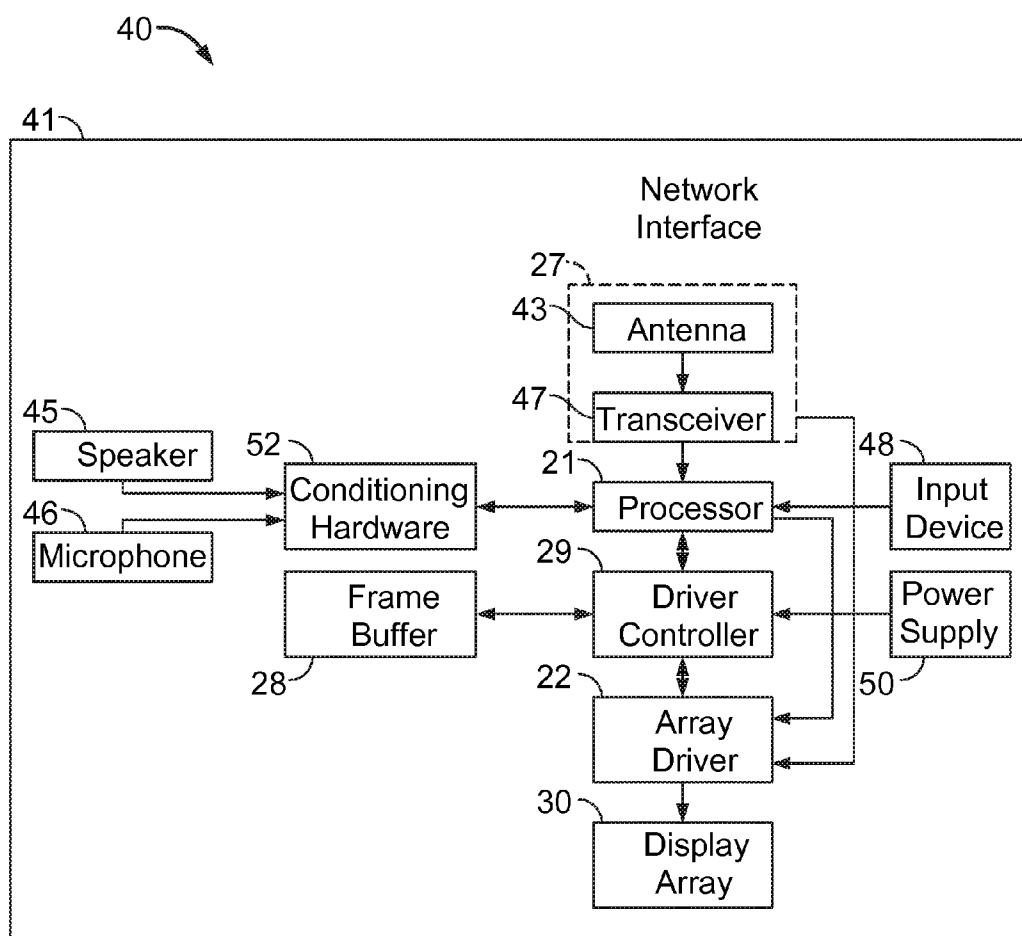 40
41
Network
Interface
27
43
Antenna
47
Transceiver
45
Speaker
52
Conditioning
Hardware
21
Processor
48
Input
Device
46
Microphone
29
Frame
Buffer
28
Driver
Controller
Power
Supply
50
22
Array
Driver
30
Display
Array